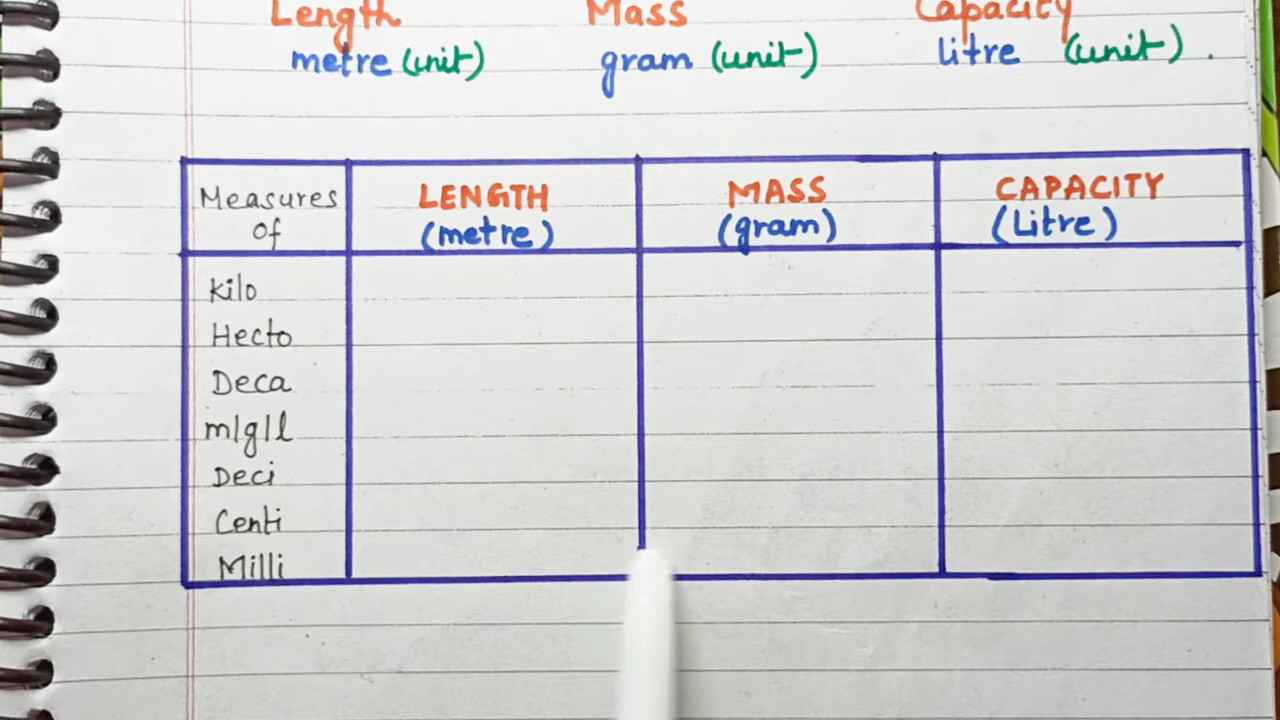 Length Mass Capacity
metre (unit) gram (unit) litre (unit).
Measures of LENGTH (metre) MASS (gram) CAPACITY (Litre)
Kilo
Hecto
Deca
m/g/l
Deci
Centi
Milli